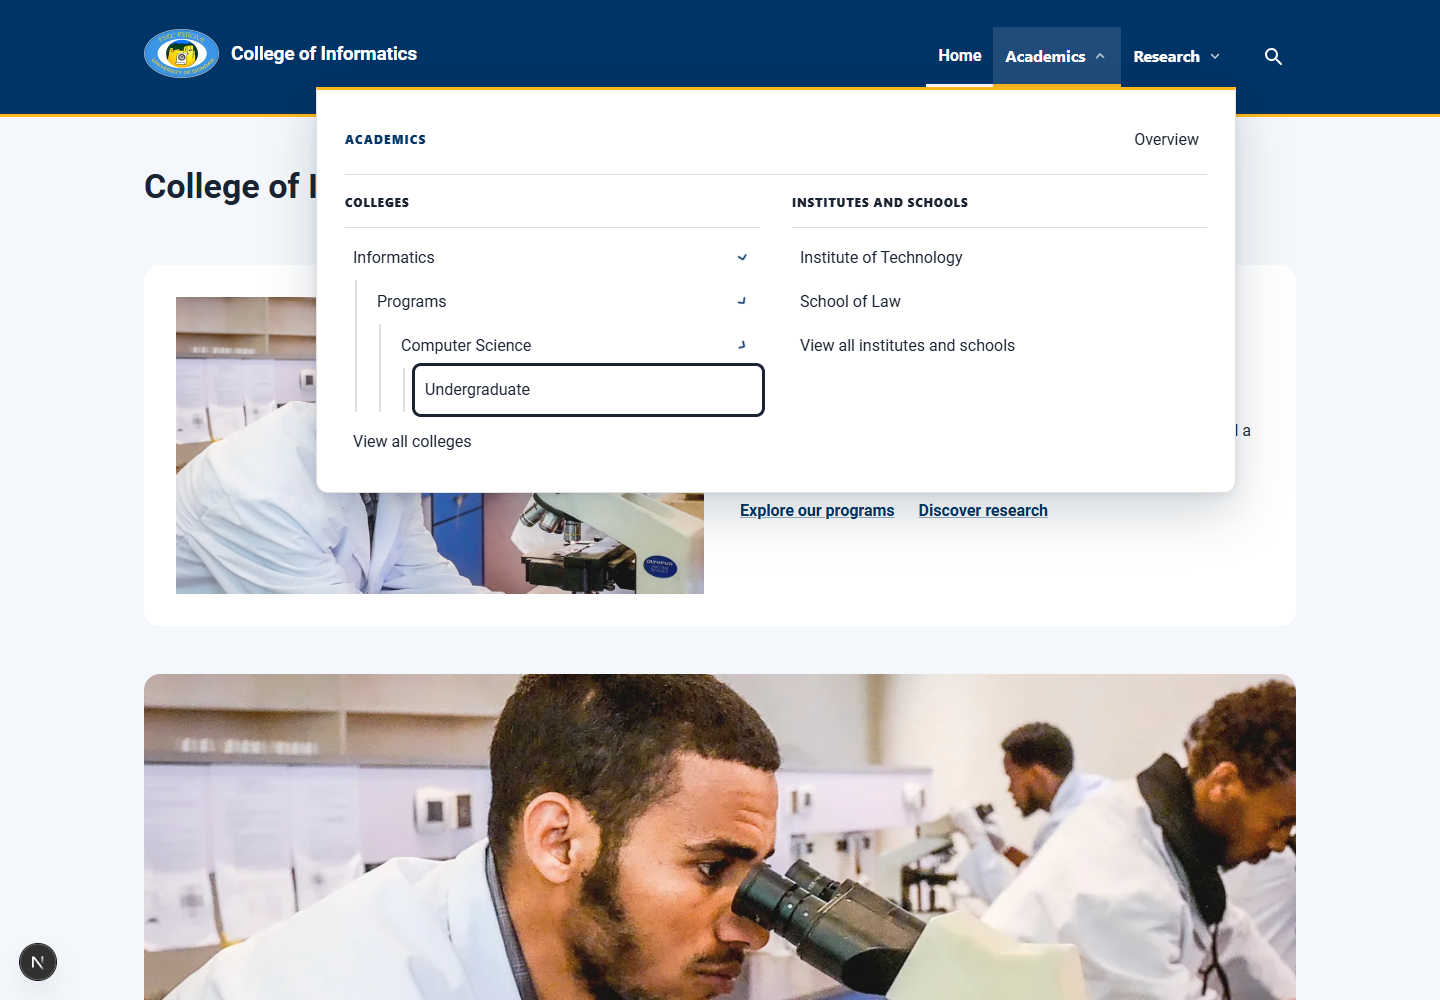 College of Informatics
Home
Academics
Research
College of I
ACADEMICS
Overview
COLLEGES
Informatics
Programs
Computer Science
Undergraduate
View all colleges
INSTITUTES AND SCHOOLS
Institute of Technology
School of Law
View all institutes and schools
a
Explore our programs
Discover research
OLYMPUS
N